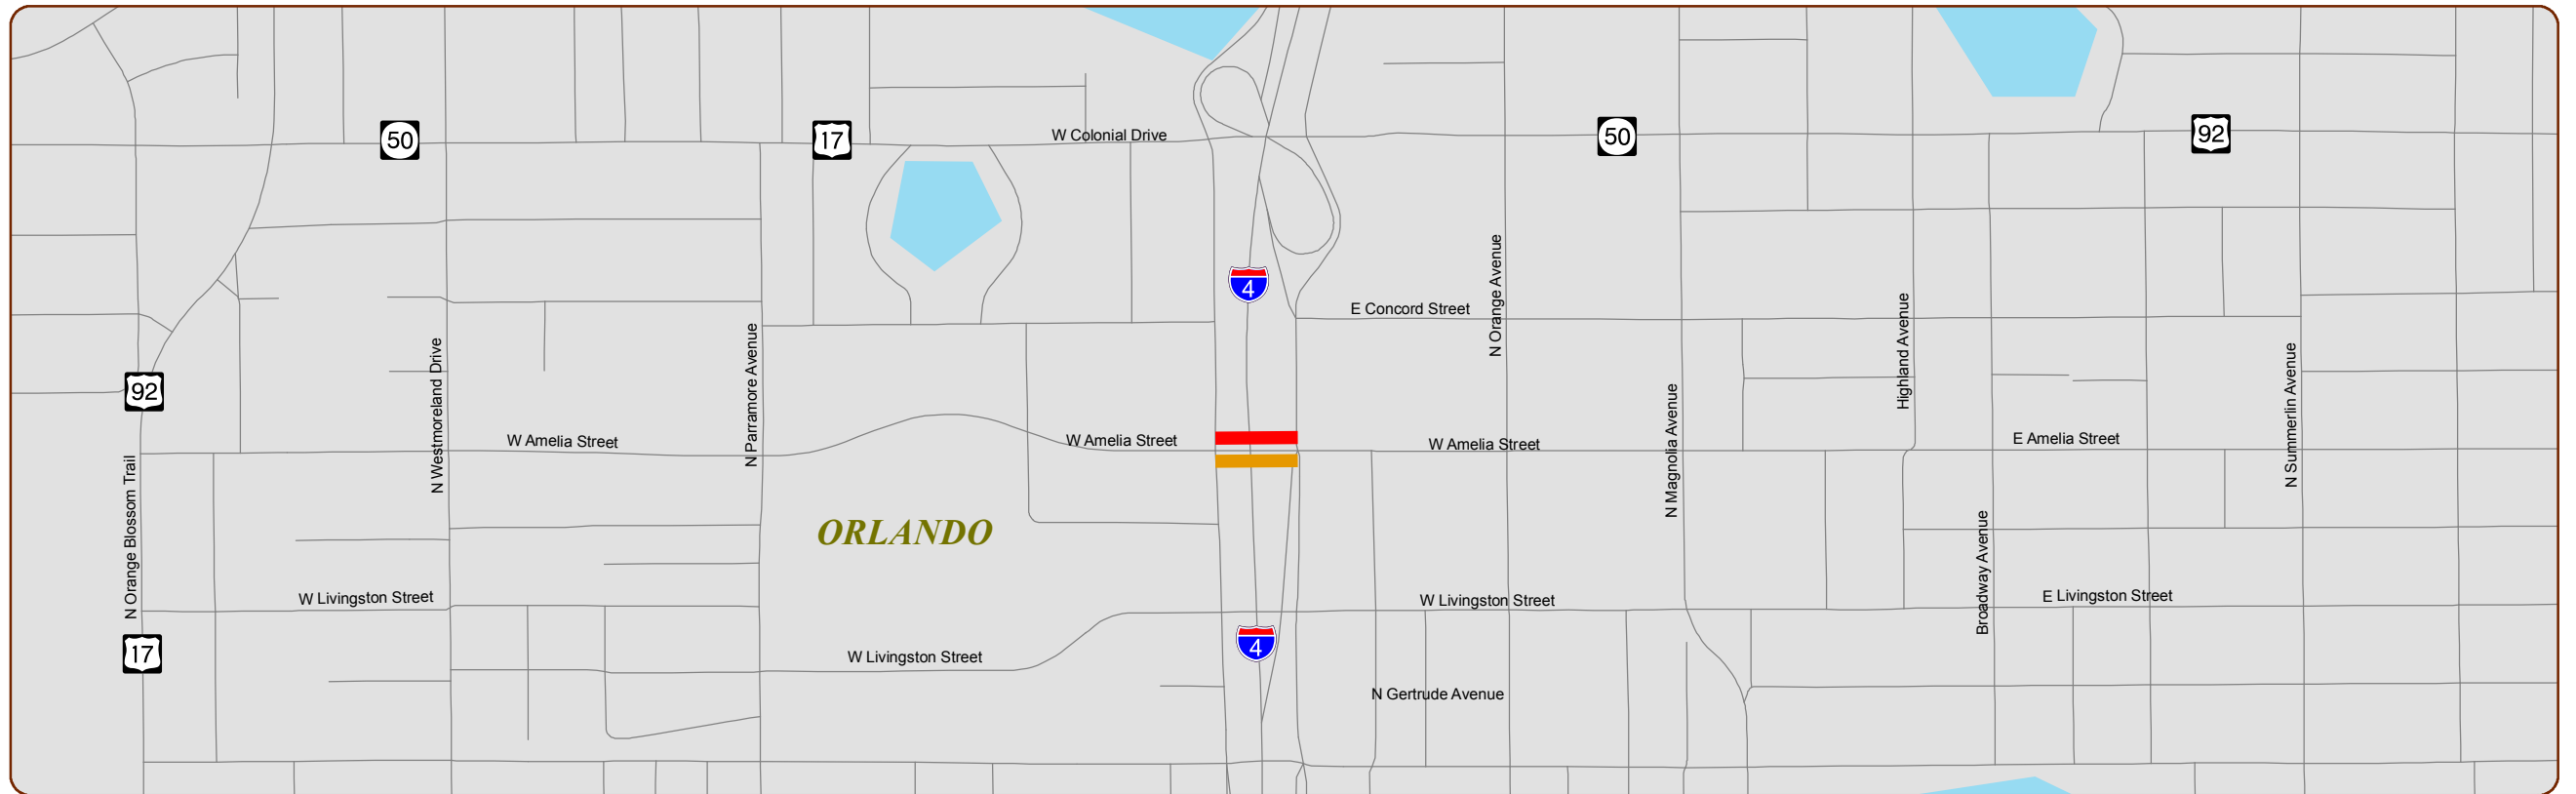 50
17
W Colonial Drive
50
92
4
E Concord Street
N Orange Avenue
Highland Avenue
N Westmoreland Drive
N Parramore Avenue
N Magnolia Avenue
N Summerlin Avenue
92
W Amelia Street
W Amelia Street
W Amelia Street
E Amelia Street
N Orange Blossom Trail
ORLANDO
Broadway Avenue
W Livingston Street
W Livingston Street
E Livingston Street
17
4
W Livingston Street
N Gertrude Avenue